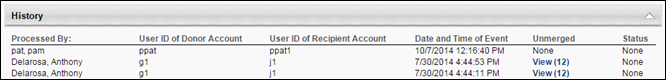 History
Processed By: User ID of Donor Account User ID of Recipient Account Date and Time of Event Unmerged Status
pat, pam ppat ppat1 10/7/2014 12:16:40 PM None None
Delarosa, Anthony g1 j1 7/30/2014 4:44:53 PM View (12) None
Delarosa, Anthony g1 j1 7/30/2014 4:44:11 PM View (12) None